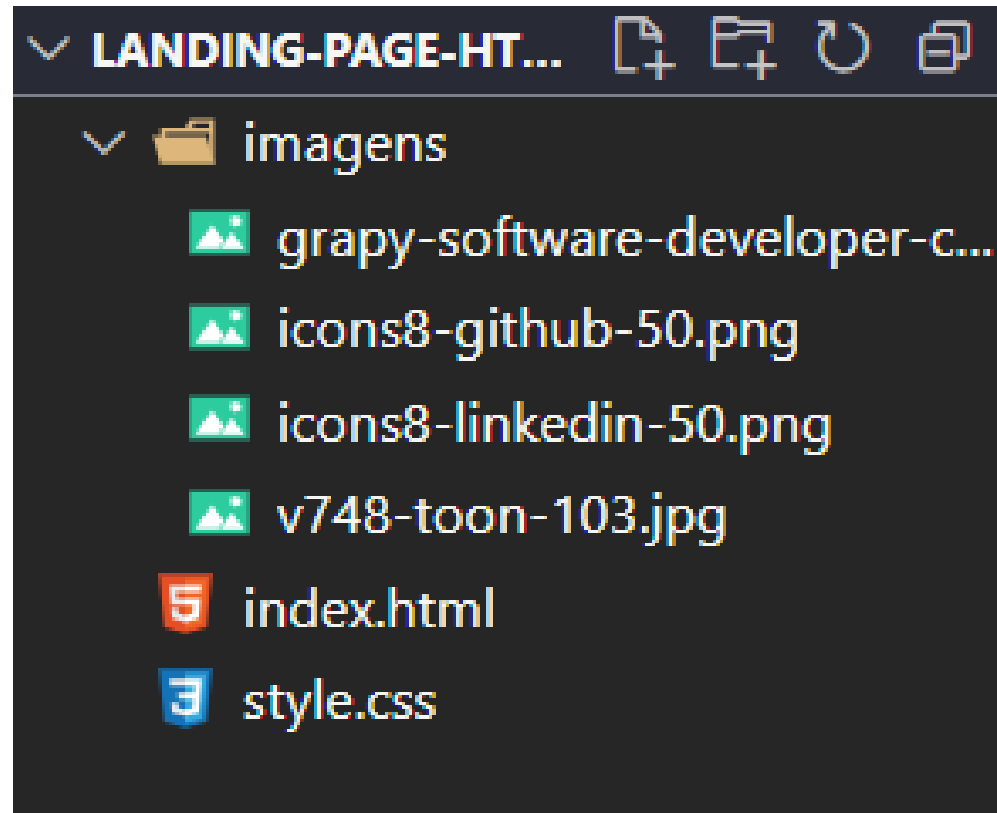 LANDING-PAGE-HT...
imagens
grapy-software-developer-c...
icons8-github-50.png
icons8-linkedin-50.png
v748-toon-103.jpg
index.html
style.css